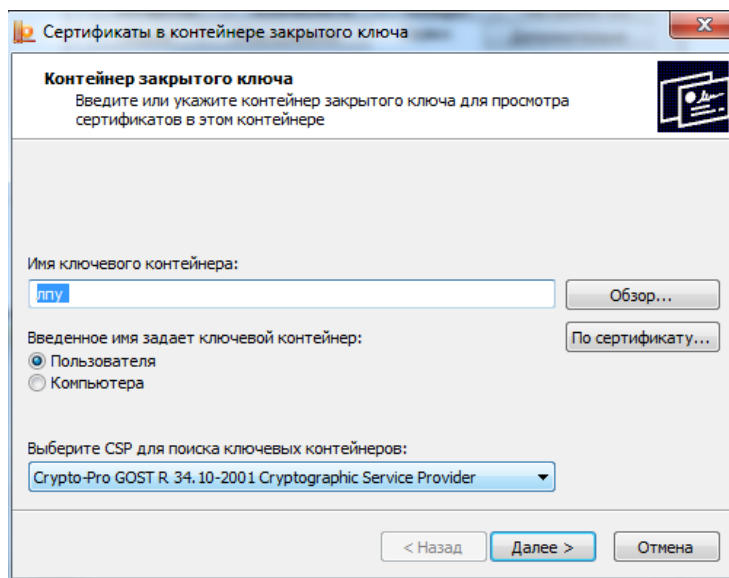 Сертификаты в контейнере закрытого ключа
Контейнер закрытого ключа
Введите или укажите контейнер закрытого ключа для просмотра
сертификатов в этом контейнере
Имя ключевого контейнера:
лпу
Обзор...
Введенное имя задает ключевой контейнер:
По сертификату...
Пользователя
Компьютера
Выберите CSP для поиска ключевых контейнеров:
Crypto-Pro GOST R 34.10-2001 Cryptographic Service Provider
< Назад
Далее >
Отмена